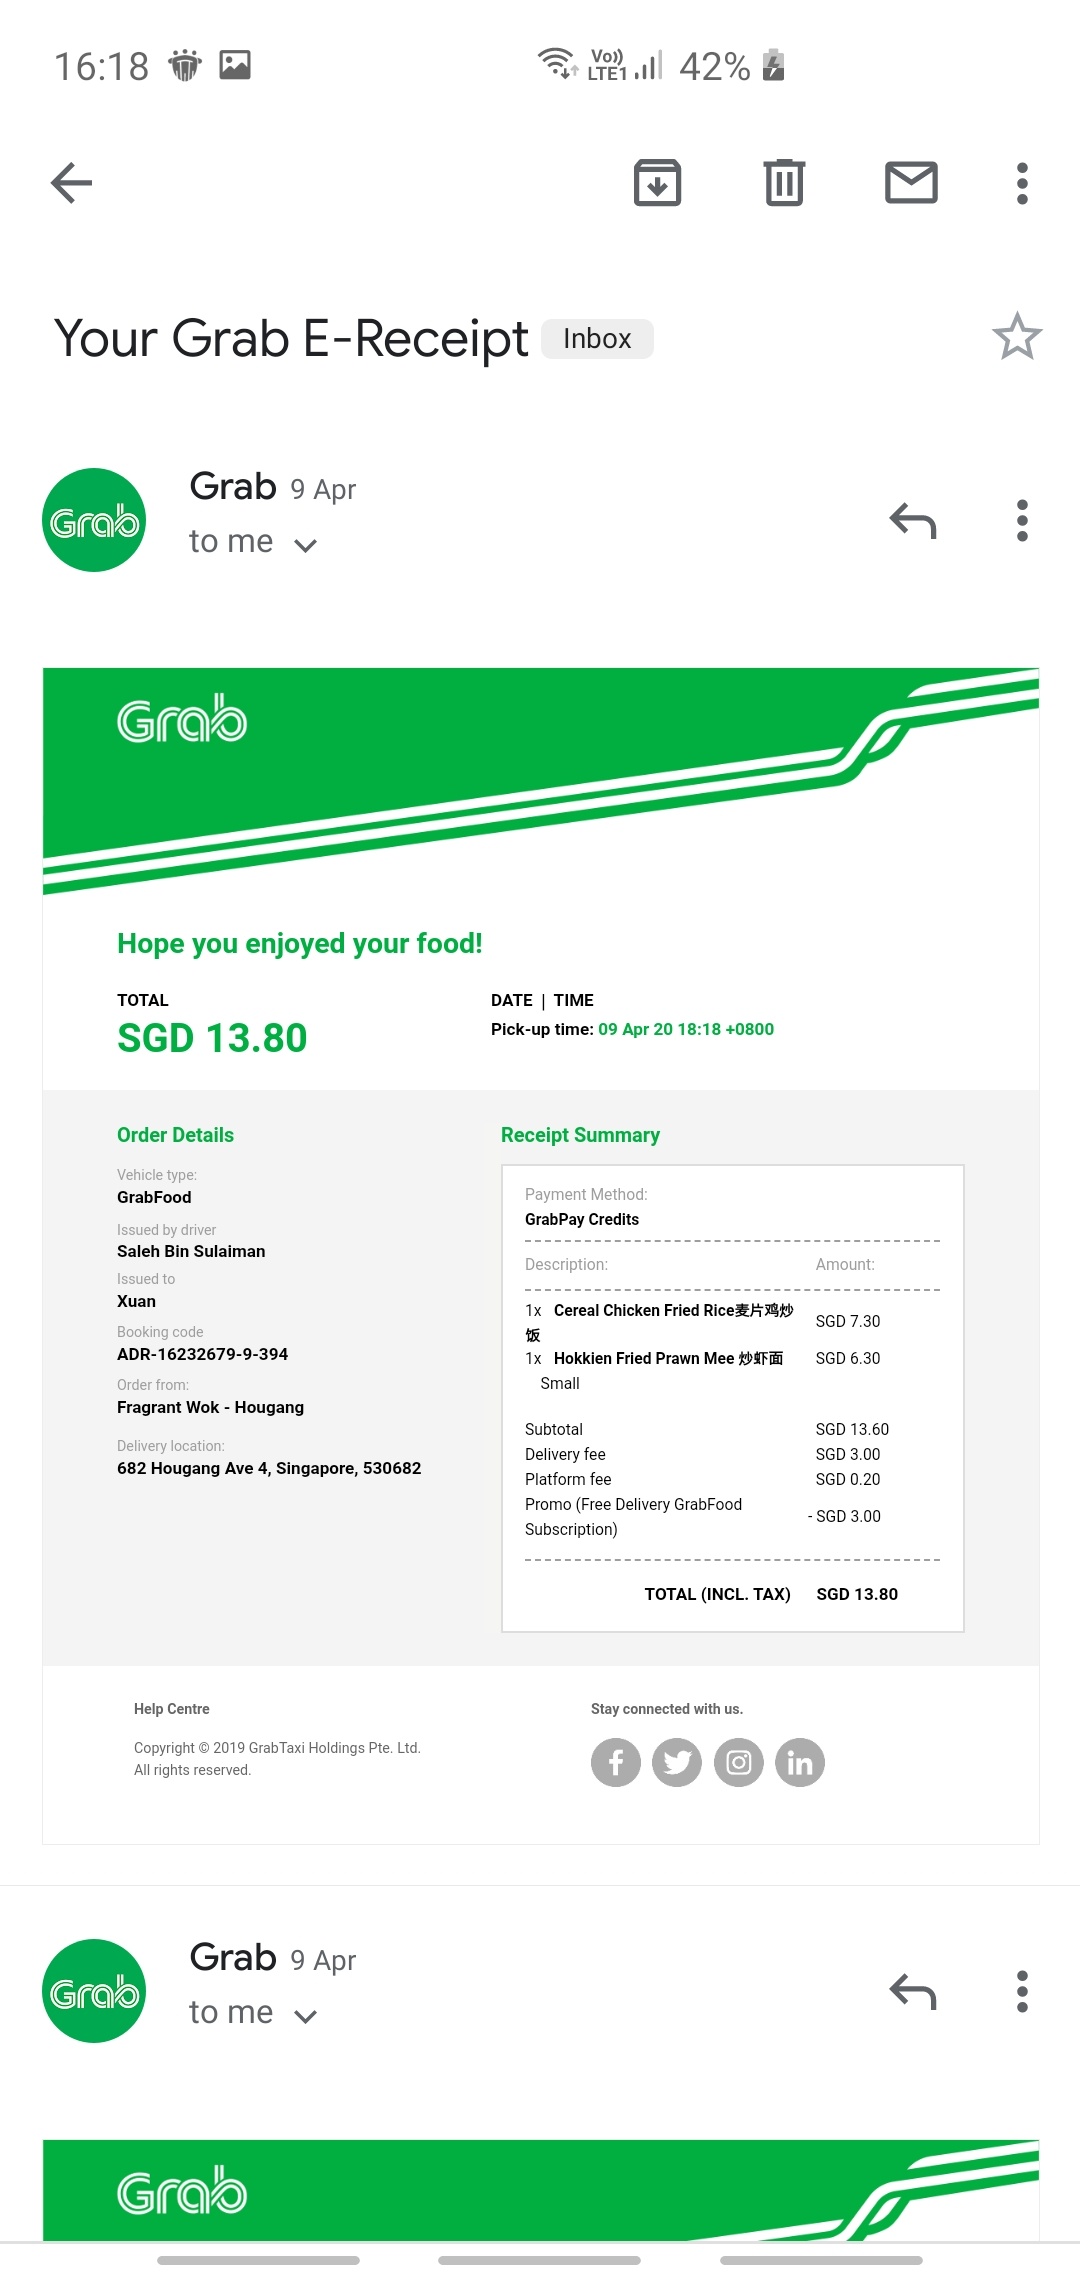 16:18
Vo)) LTE1 42%
Your Grab E-Receipt Inbox
Grab
Grab 9 Apr
to me
Grab
Hope you enjoyed your food!
TOTAL
SGD 13.80
DATE | TIME
Pick-up time: 09 Apr 20 18:18 +0800
Order Details
Vehicle type:
GrabFood
Issued by driver
Saleh Bin Sulaiman
Issued to
Xuan
Booking code
ADR-16232679-9-394
Order from:
Fragrant Wok - Hougang
Delivery location:
682 Hougang Ave 4, Singapore, 530682
Receipt Summary
Payment Method:
GrabPay Credits
Description: Amount:
1x Cereal Chicken Fried Rice麦片鸡炒
饭 SGD 7.30
1x Hokkien Fried Prawn Mee 炒虾面 SGD 6.30
Small
Subtotal SGD 13.60
Delivery fee SGD 3.00
Platform fee SGD 0.20
Promo (Free Delivery GrabFood
Subscription) - SGD 3.00
TOTAL (INCL. TAX) SGD 13.80
Help Centre
Copyright © 2019 GrabTaxi Holdings Pte. Ltd.
All rights reserved.
Stay connected with us.
f in
Grab
Grab 9 Apr
to me
Grab